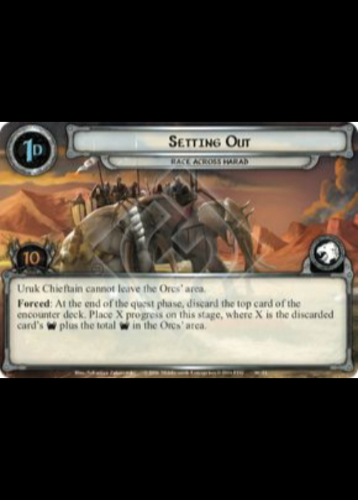 1D
SETTING OUT
RACE ACROSS HARAD
10
Uruk Chieftain cannot leave the Orcs' area.
Forced: At the end of the quest phase, discard the top card of the
encounter deck. Place X progress on this stage, where X is the discarded
card's plus the total in the Orcs' area.